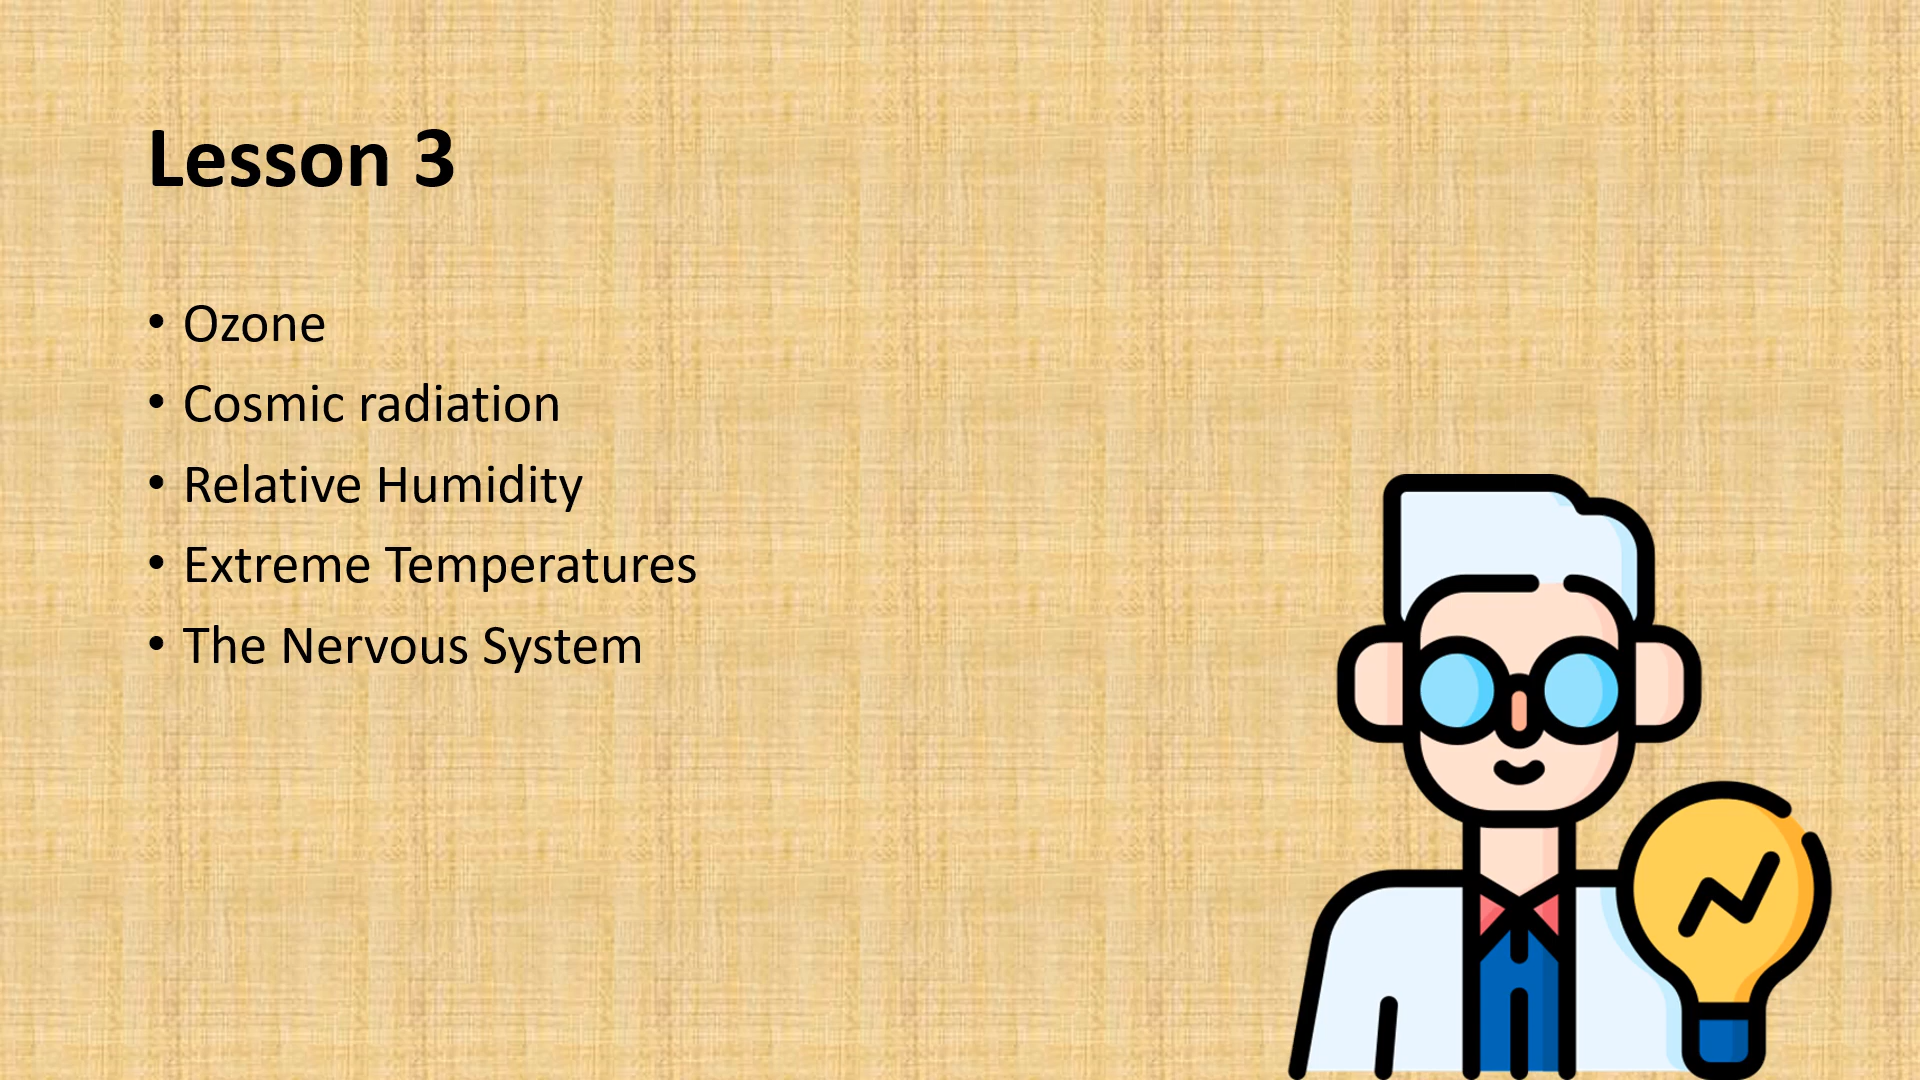 Lesson 3
• Ozone
• Cosmic radiation
• Relative Humidity
• Extreme Temperatures
• The Nervous System